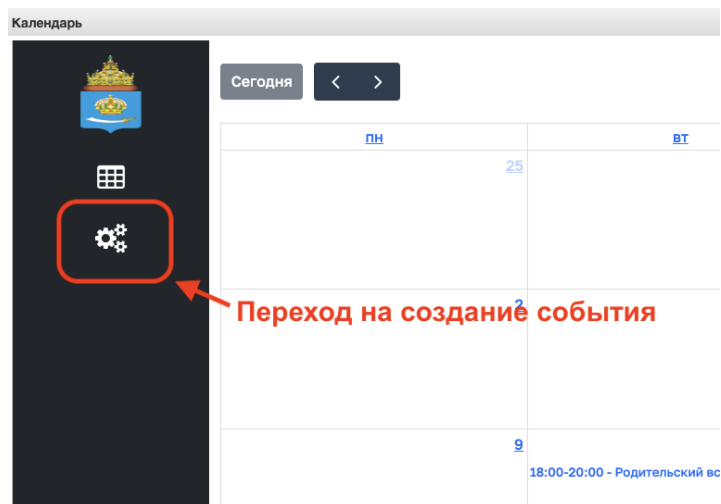 Календарь
Сегодня
ПН
ВТ
25
Переход на создание события
2
9
18:00-20:00 - Родительский вс